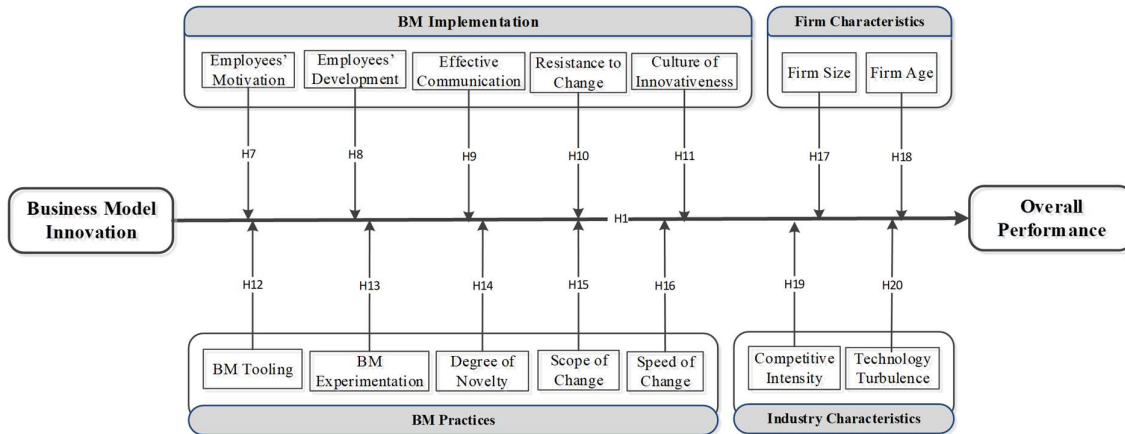 BM Implementation
Employees' Motivation
Employees' Development
Effective Communication
Resistance to Change
Culture of Innovativeness
Firm Characteristics
Firm Size
Firm Age
H7
H8
H9
H10
H11
H17
H18
Business Model
Innovation
H1
Overall
Performance
H12
H13
H14
H15
H16
H19
H20
BM Tooling
BM
Experimentation
Degree of
Novelty
Scope of
Change
Speed of
Change
BM Practices
Competitive
Intensity
Technology
Turbulence
Industry Characteristics